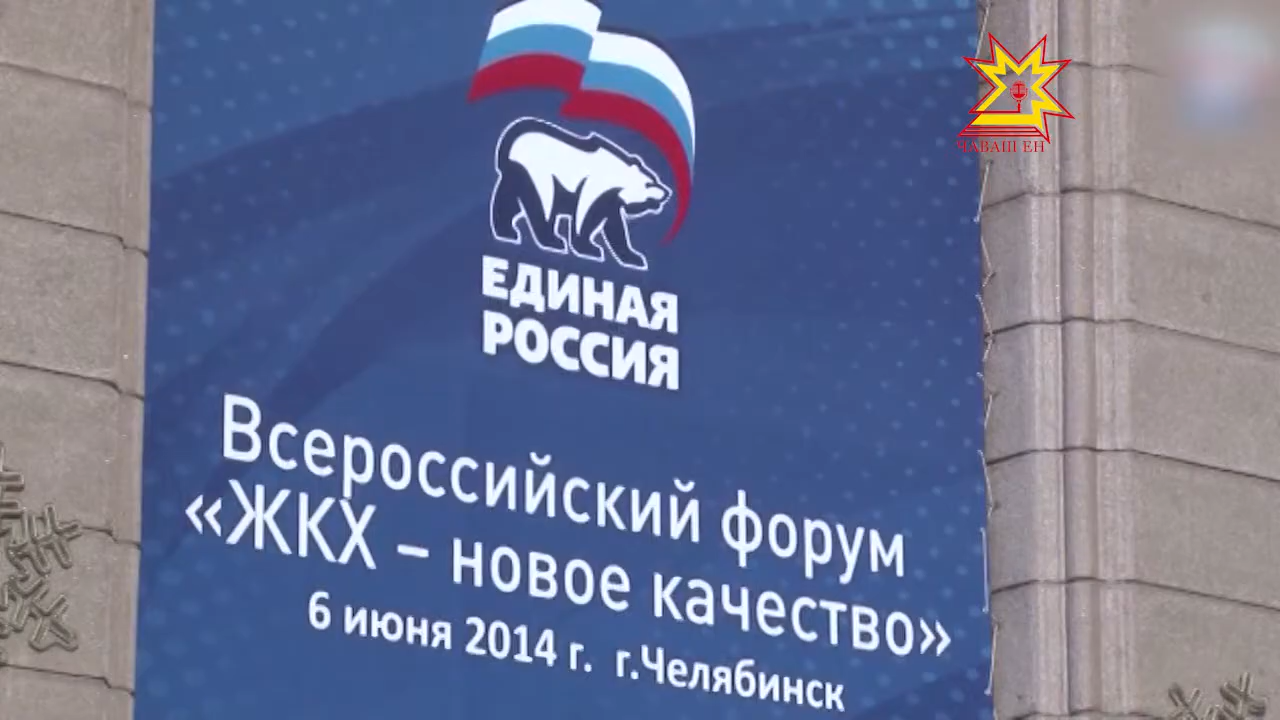 ЧАВАШ ЕН
ЕДИНАЯ
РОССИЯ
Всероссийский форум
«ЖКХ – новое качество»
6 июня 2014 г. г.Челябинск